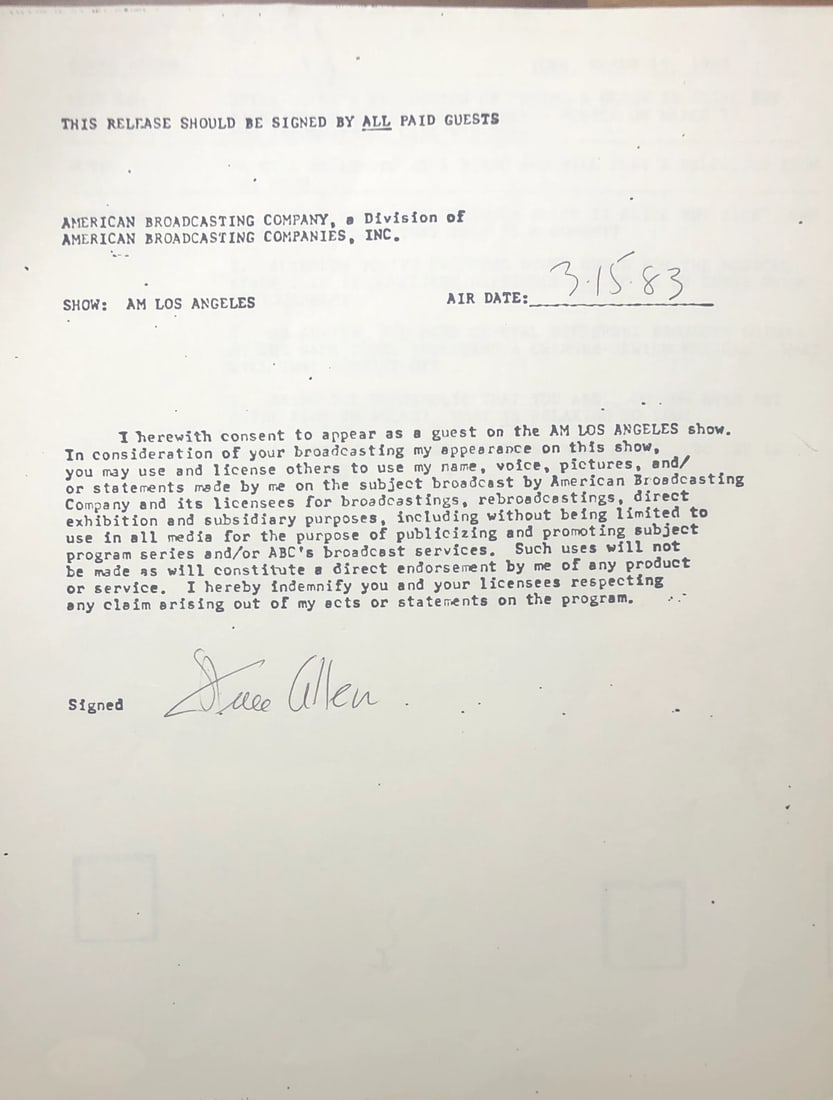 THIS RELEASE SHOULD BE SIGNED BY ALL PAID GUESTS
AMERICAN BROADCASTING COMPANY, a Division of
AMERICAN BROADCASTING COMPANIES, INC.
SHOW: AM LOS ANGELES
AIR DATE: 3·15·83
I herewith consent to appear as a guest on the AM LOS ANGELES show.
In consideration of your broadcasting my appearance on this show,
you may use and license others to use my name, voice, pictures, and/
or statements made by me on the subject broadcast by American Broadcasting
Company and its licensees for broadcastings, rebroadcastings, direct
exhibition and subsidiary purposes, including without being limited to
use in all media for the purpose of publicizing and promoting subject
program series and/or ABC's broadcast services. Such uses will not
be made as will constitute a direct endorsement by me of any product
or service. I hereby indemnify you and your licensees respecting
any claim arising out of my acts or statements on the program.
Signed Steve Allen